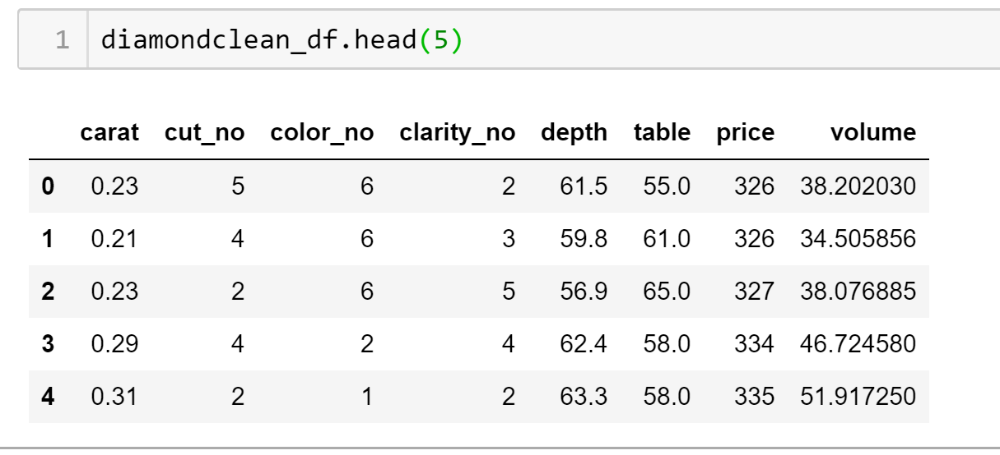 1 diamondclean_df.head(5)
carat cut_no color_no clarity_no depth table price volume
0 0.23 5 6 2 61.5 55.0 326 38.202030
1 0.21 4 6 3 59.8 61.0 326 34.505856
2 0.23 2 6 5 56.9 65.0 327 38.076885
3 0.29 4 2 4 62.4 58.0 334 46.724580
4 0.31 2 1 2 63.3 58.0 335 51.917250